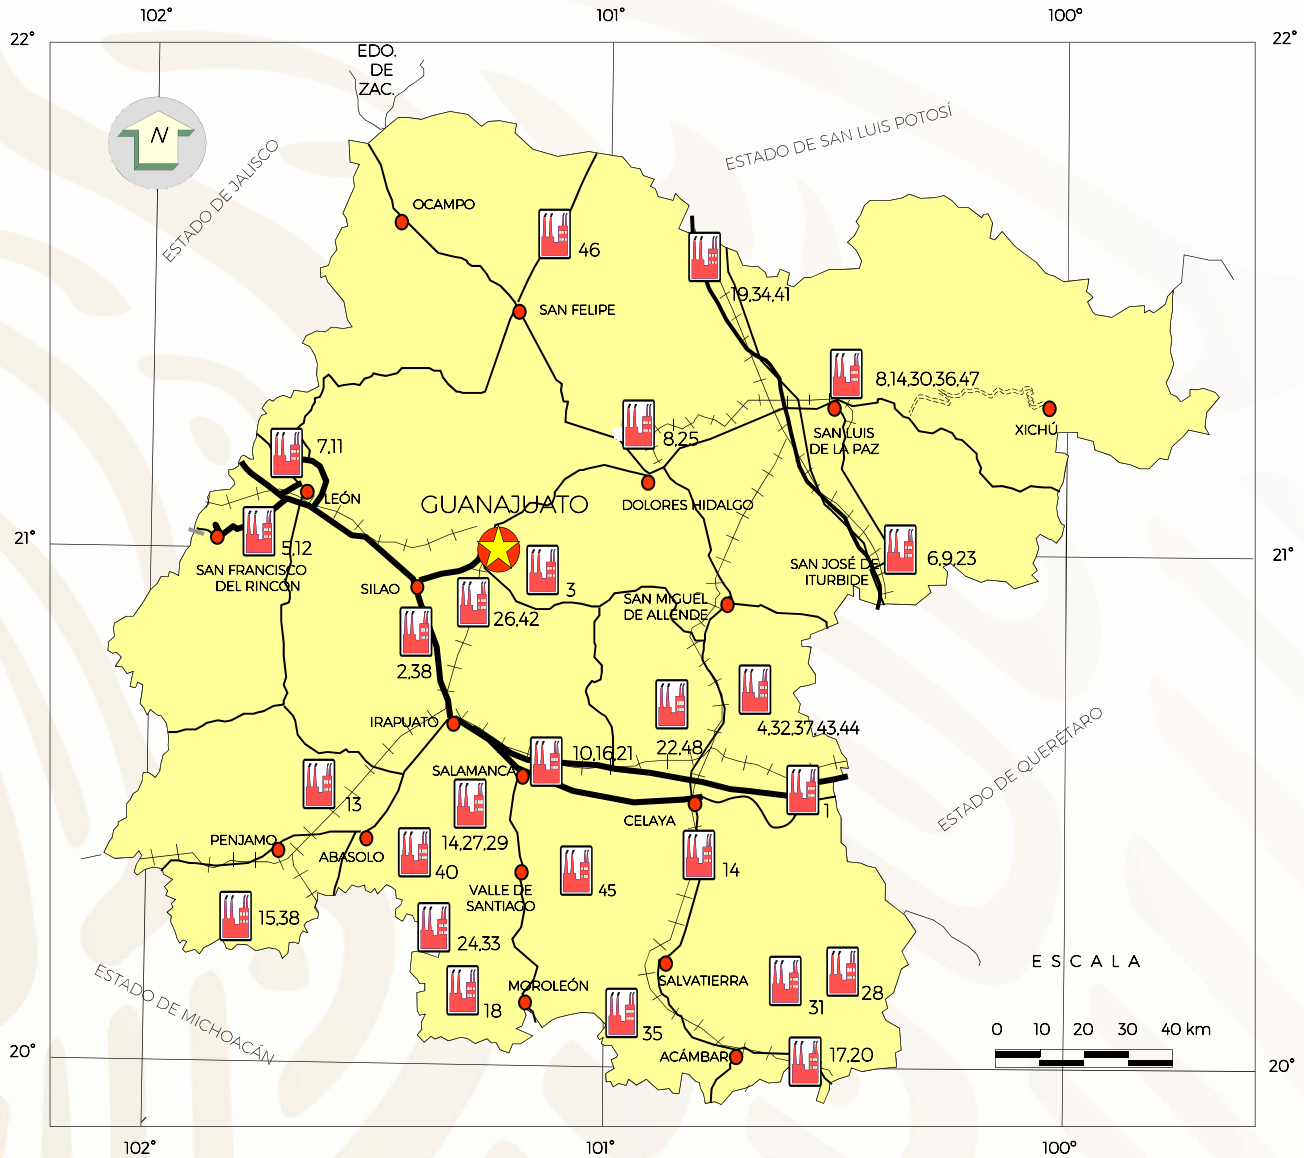 102°
101°
100°
22°
22°
EDO.
DE
ZAC.
N
ESTADO DE JALISCO
ESTADO DE SAN LUIS POTOSÍ
OCAMPO
46
19,34,41
SAN FELIPE
8,14,30,36,47
XICHÚ
SAN LUIS
DE LA PAZ
7,11
8,25
LEÓN
GUANAJUATO
DOLORES HIDALGO
21°
21°
5,12
SAN FRANCISCO
DEL RINCÓN
SAN JOSÉ DE
ITURBIDE
6,9,23
SILAO
3
26,42
SAN MIGUEL
DE ALLENDE
2,38
IRAPUATO
4,32,37,43,44
22,48
10,16,21
SALAMANCA
ESTADO DE QUERÉTARO
13
1
CELAYA
PENJAMO
ABASOLO
14,27,29
40
14
45
VALLE DE
SANTIAGO
15,38
24,33
ESCALA
SALVATIERRA
MOROLEÓN
18
31
28
35
0 10 20 30 40 km
ESTADO DE MICHOACÁN
ACÁMBARO
17,20
20°
20°
102°
101°
100°